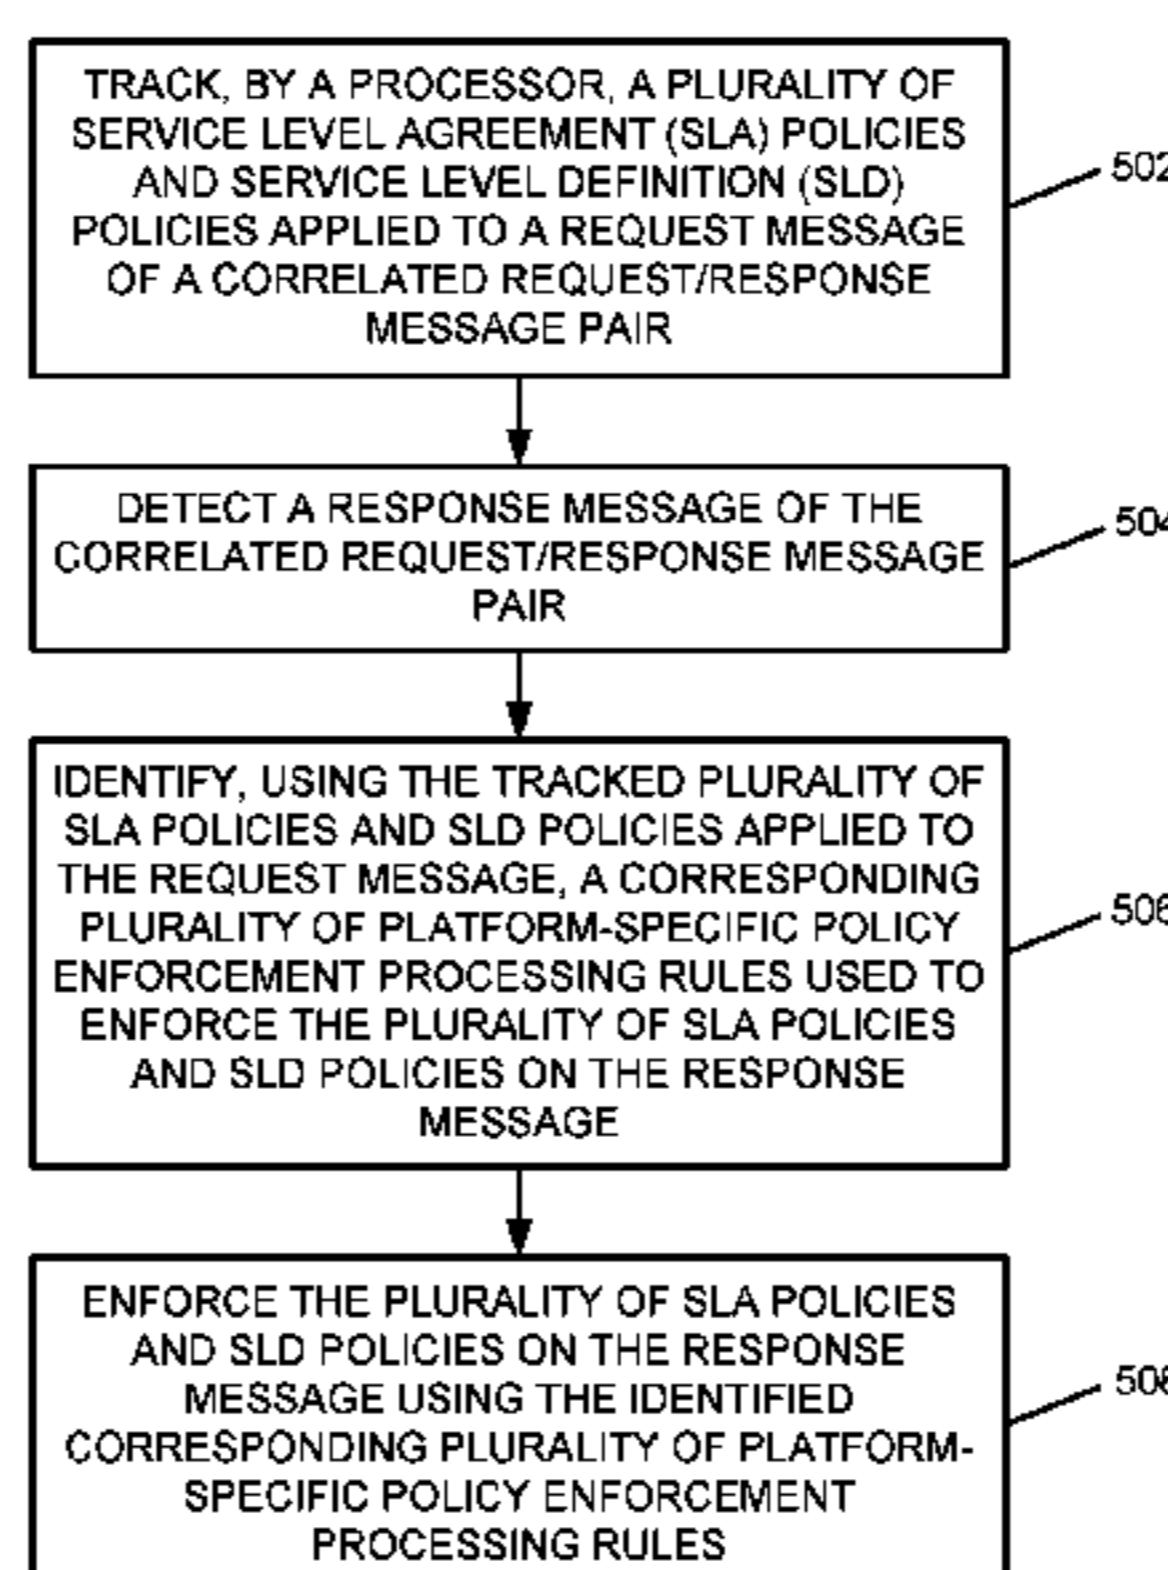 TRACK, BY A PROCESSOR, A PLURALITY OF
SERVICE LEVEL AGREEMENT (SLA) POLICIES
AND SERVICE LEVEL DEFINITION (SLD)
POLICIES APPLIED TO A REQUEST MESSAGE
OF A CORRELATED REQUEST/RESPONSE
MESSAGE PAIR
502
DETECT A RESPONSE MESSAGE OF THE
CORRELATED REQUEST/RESPONSE MESSAGE
PAIR
504
IDENTIFY, USING THE TRACKED PLURALITY OF
SLA POLICIES AND SLD POLICIES APPLIED TO
THE REQUEST MESSAGE, A CORRESPONDING
PLURALITY OF PLATFORM-SPECIFIC POLICY
ENFORCEMENT PROCESSING RULES USED TO
ENFORCE THE PLURALITY OF SLA POLICIES
AND SLD POLICIES ON THE RESPONSE
MESSAGE
506
ENFORCE THE PLURALITY OF SLA POLICIES
AND SLD POLICIES ON THE RESPONSE
MESSAGE USING THE IDENTIFIED
CORRESPONDING PLURALITY OF PLATFORM-
SPECIFIC POLICY ENFORCEMENT
PROCESSING RULES